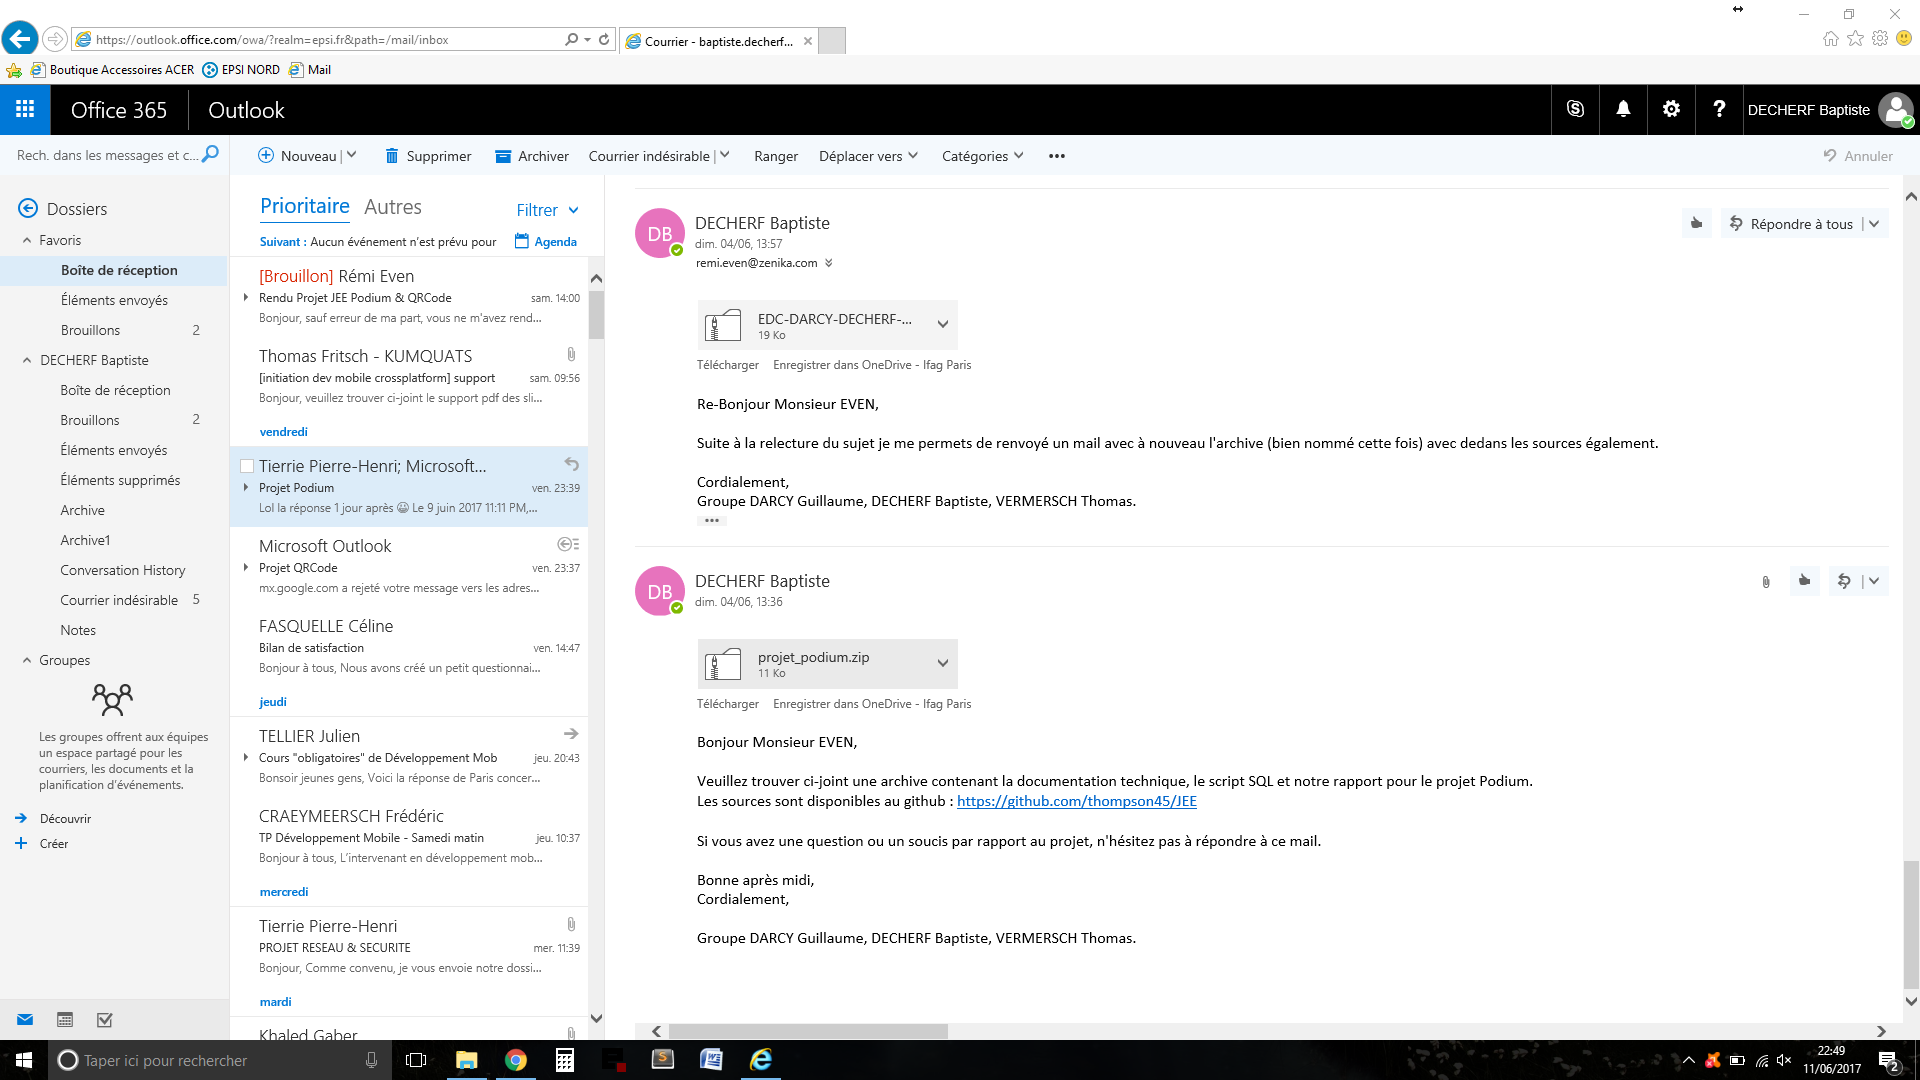 https://outlook.office.com/owa/?realm=epsi.fr&path=/mail/inbox
Courrier - baptiste.decherf...
Boutique Accessoires ACER
EPSI NORD
Mail
Office 365
Outlook
DECHERF Baptiste
Rech. dans les messages et c...
Nouveau
Supprimer
Archiver
Courrier indésirable
Ranger
Déplacer vers
Catégories
Annuler
Dossiers
Favoris
Boîte de réception
Éléments envoyés
Brouillons 2
DECHERF Baptiste
Boîte de réception
Brouillons 2
Éléments envoyés
Éléments supprimés
Archive
Archive1
Conversation History
Courrier indésirable 5
Notes
Groupes
Les groupes offrent aux équipes
un espace partagé pour les
courriers, les documents et la
planification d'événements.
Découvrir
Créer
Prioritaire Autres
Filtrer
Suivant : Aucun événement n'est prévu pour
Agenda
[Brouillon] Rémi Even
Rendu Projet JEE Podium & QRCode sam. 14:00
Bonjour, sauf erreur de ma part, vous ne m'avez rend...
Thomas Fritsch - KUMQUATS
[initiation dev mobile crossplatform] support sam. 09:56
Bonjour, veuillez trouver ci-joint le support pdf des sli...
vendredi
Tierrie Pierre-Henri; Microsoft...
Projet Podium ven. 23:39
Lol la réponse 1 jour après 😀 Le 9 juin 2017 11:11 PM,...
Microsoft Outlook
Projet QRCode ven. 23:37
mx.google.com a rejeté votre message vers les adres...
FASQUELLE Céline
Bilan de satisfaction ven. 14:47
Bonjour à tous, Nous avons créé un petit questionnai...
jeudi
TELLIER Julien
Cours "obligatoires" de Développement Mob jeu. 20:43
Bonsoir jeunes gens, Voici la réponse de Paris concer...
CRAEYMEERSCH Frédéric
TP Développement Mobile - Samedi matin jeu. 10:37
Bonjour à tous, L'intervenant en développement mob...
mercredi
Tierrie Pierre-Henri
PROJET RESEAU & SECURITE mer. 11:39
Bonjour, Comme convenu, je vous envoie notre dossi...
mardi
Khaled Gaber
DECHERF Baptiste
dim. 04/06, 13:57
remi.even@zenika.com
Répondre à tous
EDC-DARCY-DECHERF-...
19 Ko
Télécharger Enregistrer dans OneDrive - Ifag Paris
Re-Bonjour Monsieur EVEN,
Suite à la relecture du sujet je me permets de renvoyé un mail avec à nouveau l'archive (bien nommé cette fois) avec dedans les sources également.
Cordialement,
Groupe DARCY Guillaume, DECHERF Baptiste, VERMERSCH Thomas.
DB
DECHERF Baptiste
dim. 04/06, 13:36
DB
projet_podium.zip
11 Ko
Télécharger Enregistrer dans OneDrive - Ifag Paris
Bonjour Monsieur EVEN,
Veuillez trouver ci-joint une archive contenant la documentation technique, le script SQL et notre rapport pour le projet Podium.
Les sources sont disponibles au github : https://github.com/thompson45/JEE
Si vous avez une question ou un soucis par rapport au projet, n'hésitez pas à répondre à ce mail.
Bonne après midi,
Cordialement,
Groupe DARCY Guillaume, DECHERF Baptiste, VERMERSCH Thomas.
Taper ici pour rechercher
22:49
11/06/2017
2